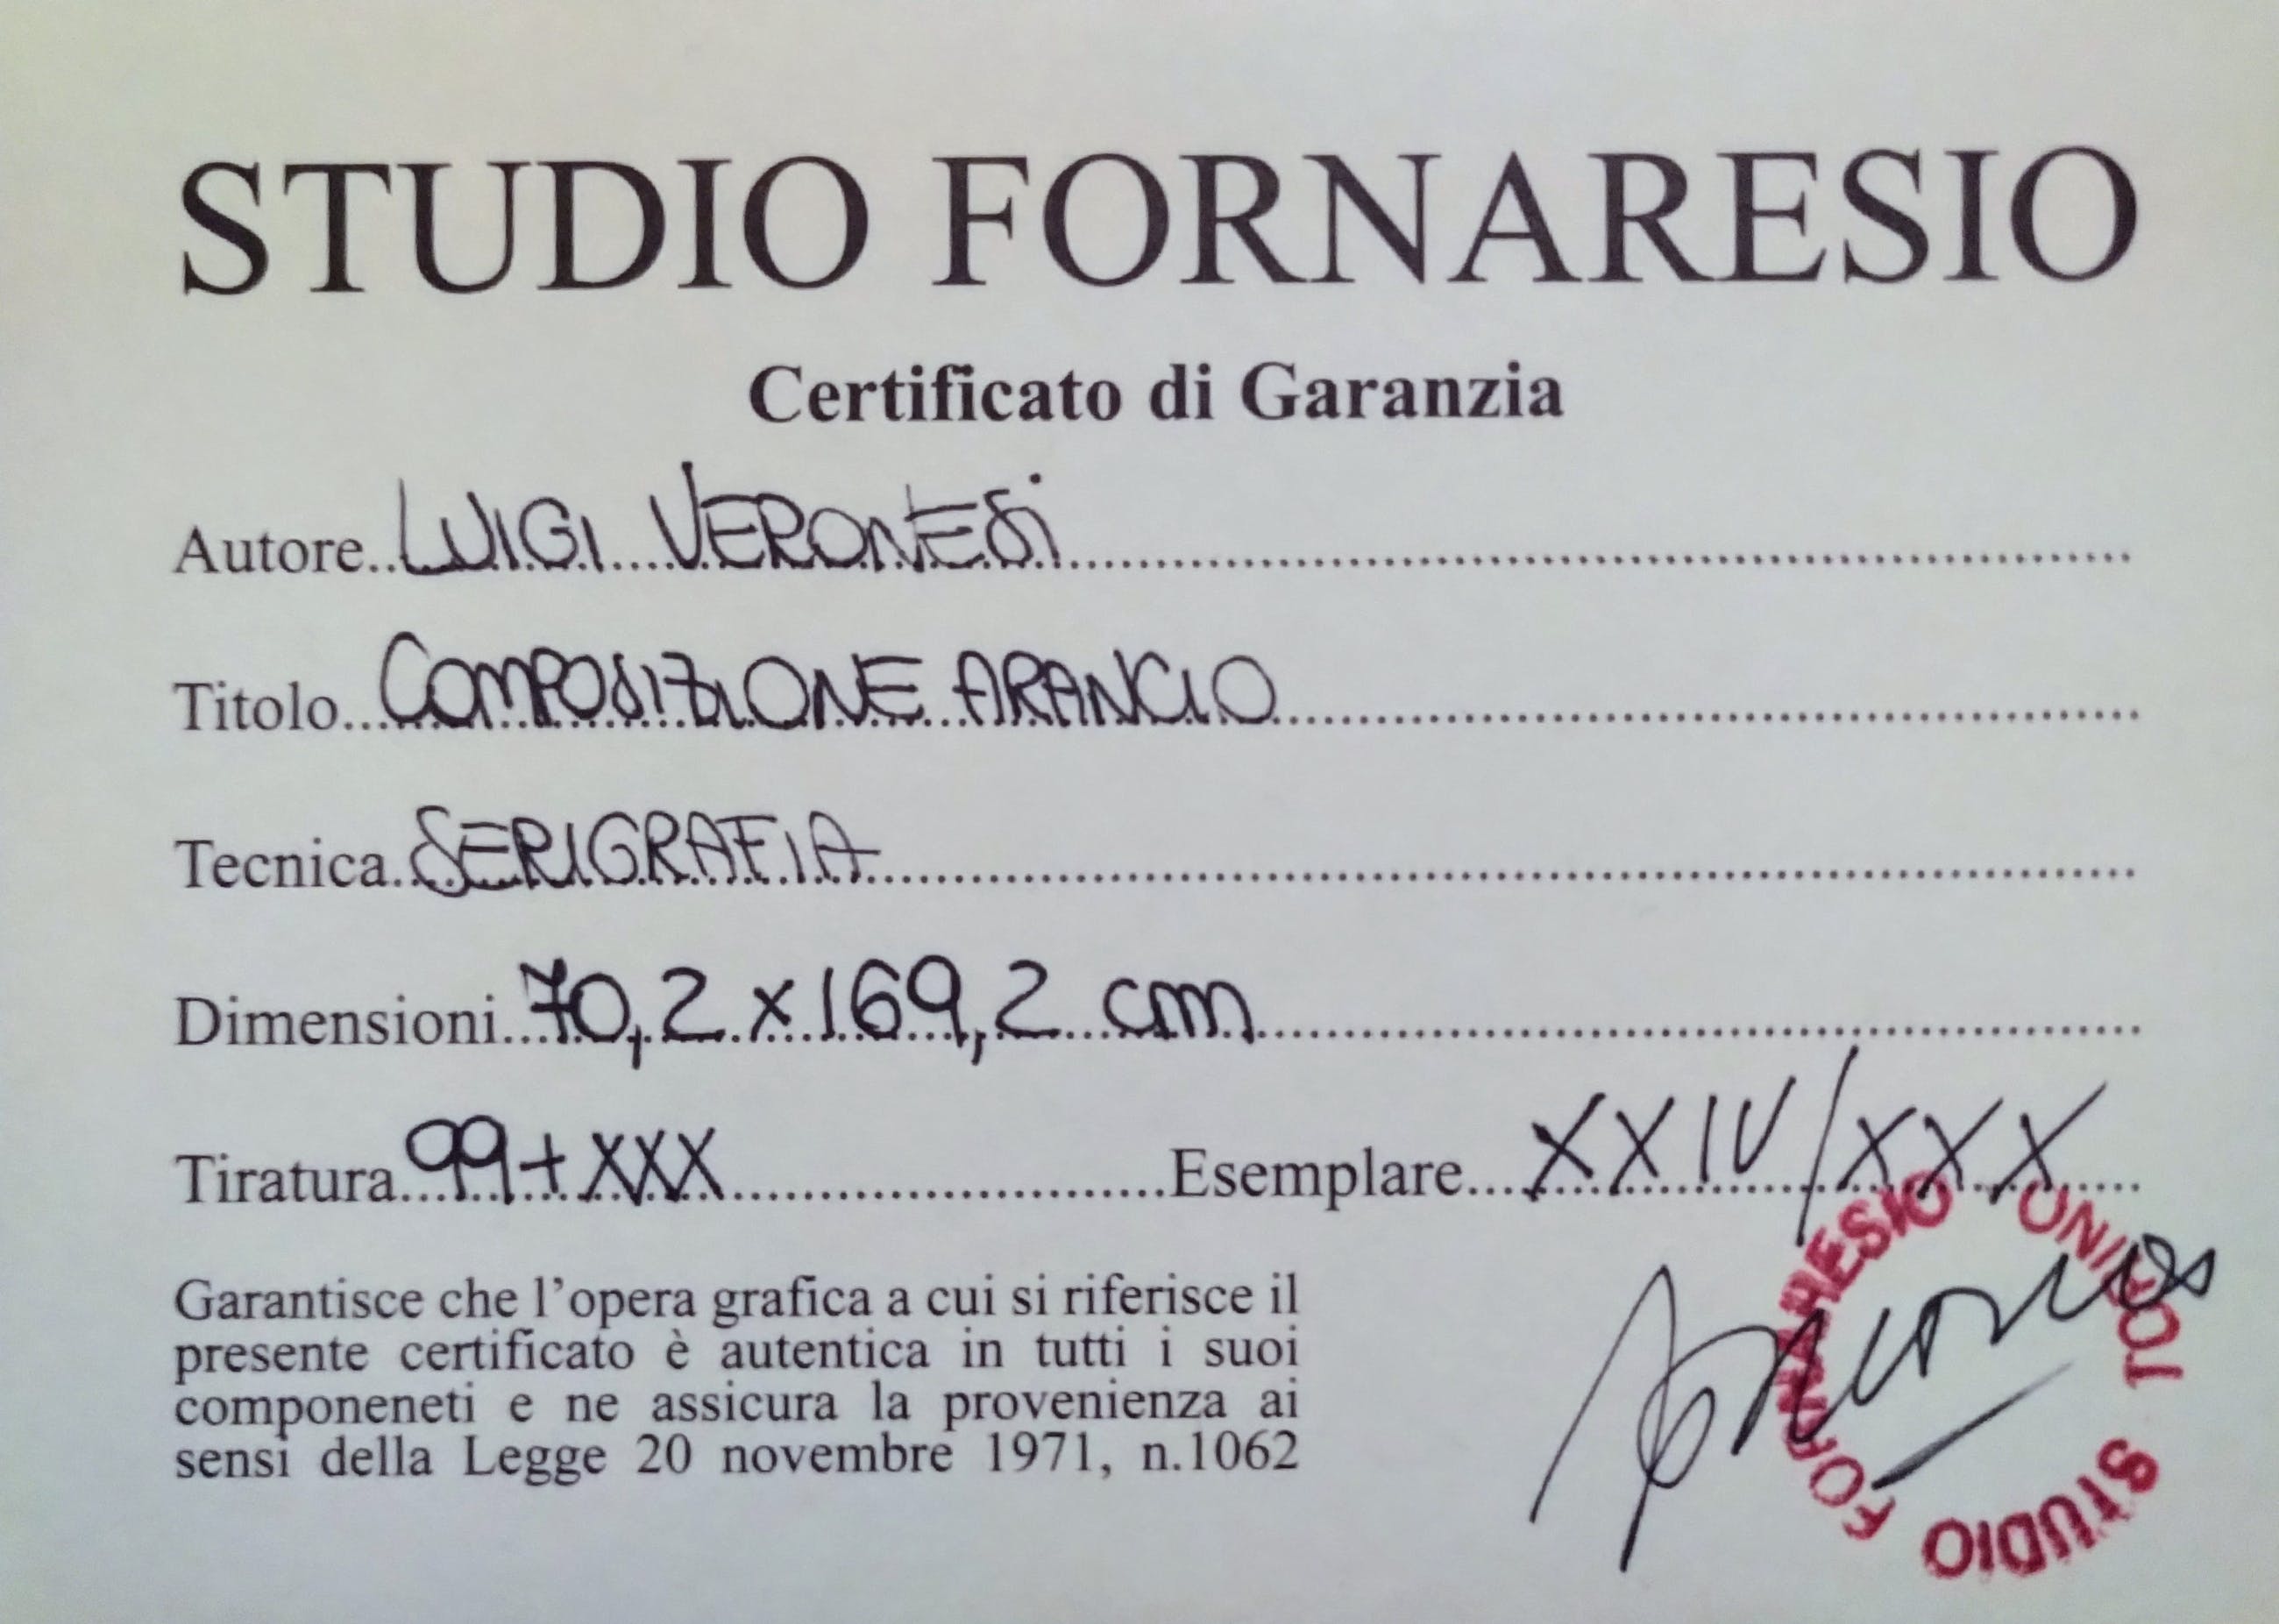 STUDIO FORNARESIO
Certificato di Garanzia
Autore..LUIGI VERONESi
Titolo...COMPOSIZIONE ARANCIO
Tecnica..SERIGRAFIA
Dimensioni...70,2 x 169,2 cm
Tiratura...99+XXX Esemplare...XXIV/XXX
Garantisce che l’opera grafica a cui si riferisce il
presente certificato è autentica in tutti i suoi
componeneti e ne assicura la provenienza ai
sensi della Legge 20 novembre 1971, n.1062
STUDIO FORNARESIO TORINO